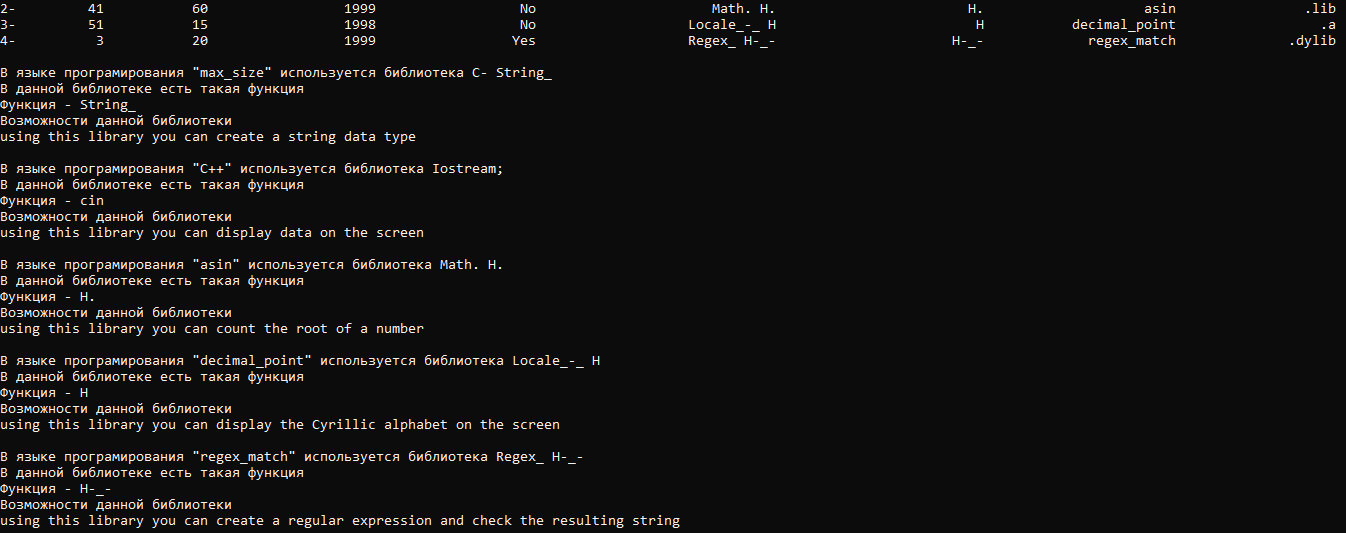 2- 41 60 1999 No Math. H. H. asin .lib
3- 51 15 1998 No Locale_-_ H H decimal_point .a
4- 3 20 1999 Yes Regex_ H-_- H-_- regex_match .dylib
В языке програмирования "max_size" используется библиотека C- String_
В данной библиотеке есть такая функция
Функция - String_
Возможности данной библиотеки
using this library you can create a string data type
В языке програмирования "C++" используется библиотека Iostream;
В данной библиотеке есть такая функция
Функция - cin
Возможности данной библиотеки
using this library you can display data on the screen
В языке програмирования "asin" используется библиотека Math. H.
В данной библиотеке есть такая функция
Функция - H.
Возможности данной библиотеки
using this library you can count the root of a number
В языке програмирования "decimal_point" используется библиотека Locale_-_ H
В данной библиотеке есть такая функция
Функция - H
Возможности данной библиотеки
using this library you can display the Cyrillic alphabet on the screen
В языке програмирования "regex_match" используется библиотека Regex_ H-_-
В данной библиотеке есть такая функция
Функция - H-_-
Возможности данной библиотеки
using this library you can create a regular expression and check the resulting string